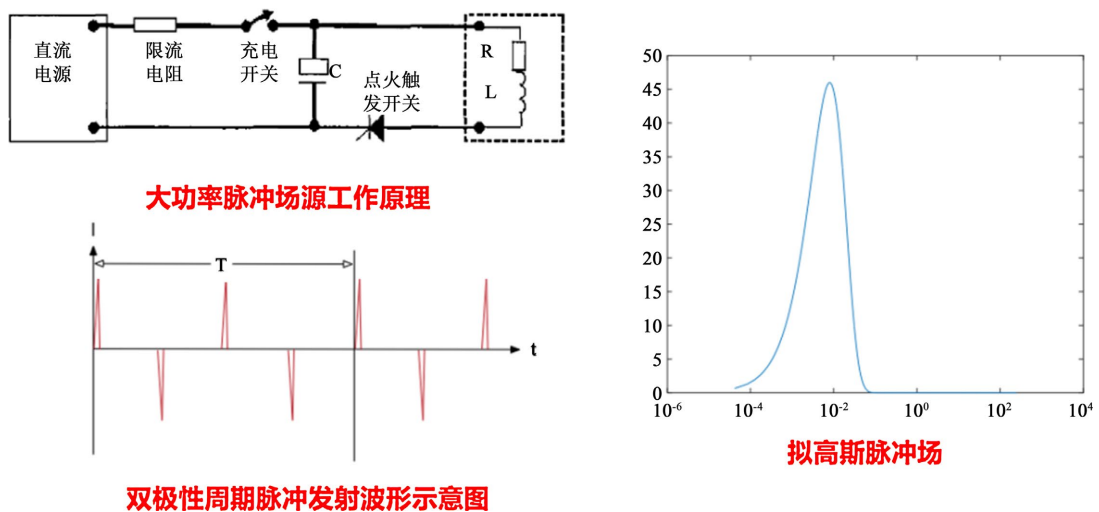 直流
电源
限流
电阻
充电
开关
C
点火触
发开关
R
L
大功率脉冲场源工作原理
I
T
t
双极性周期脉冲发射波形示意图
50
45
40
35
30
25
20
15
10
5
0
10⁻⁶ 10⁻⁴ 10⁻² 10⁰ 10² 10⁴
拟高斯脉冲场